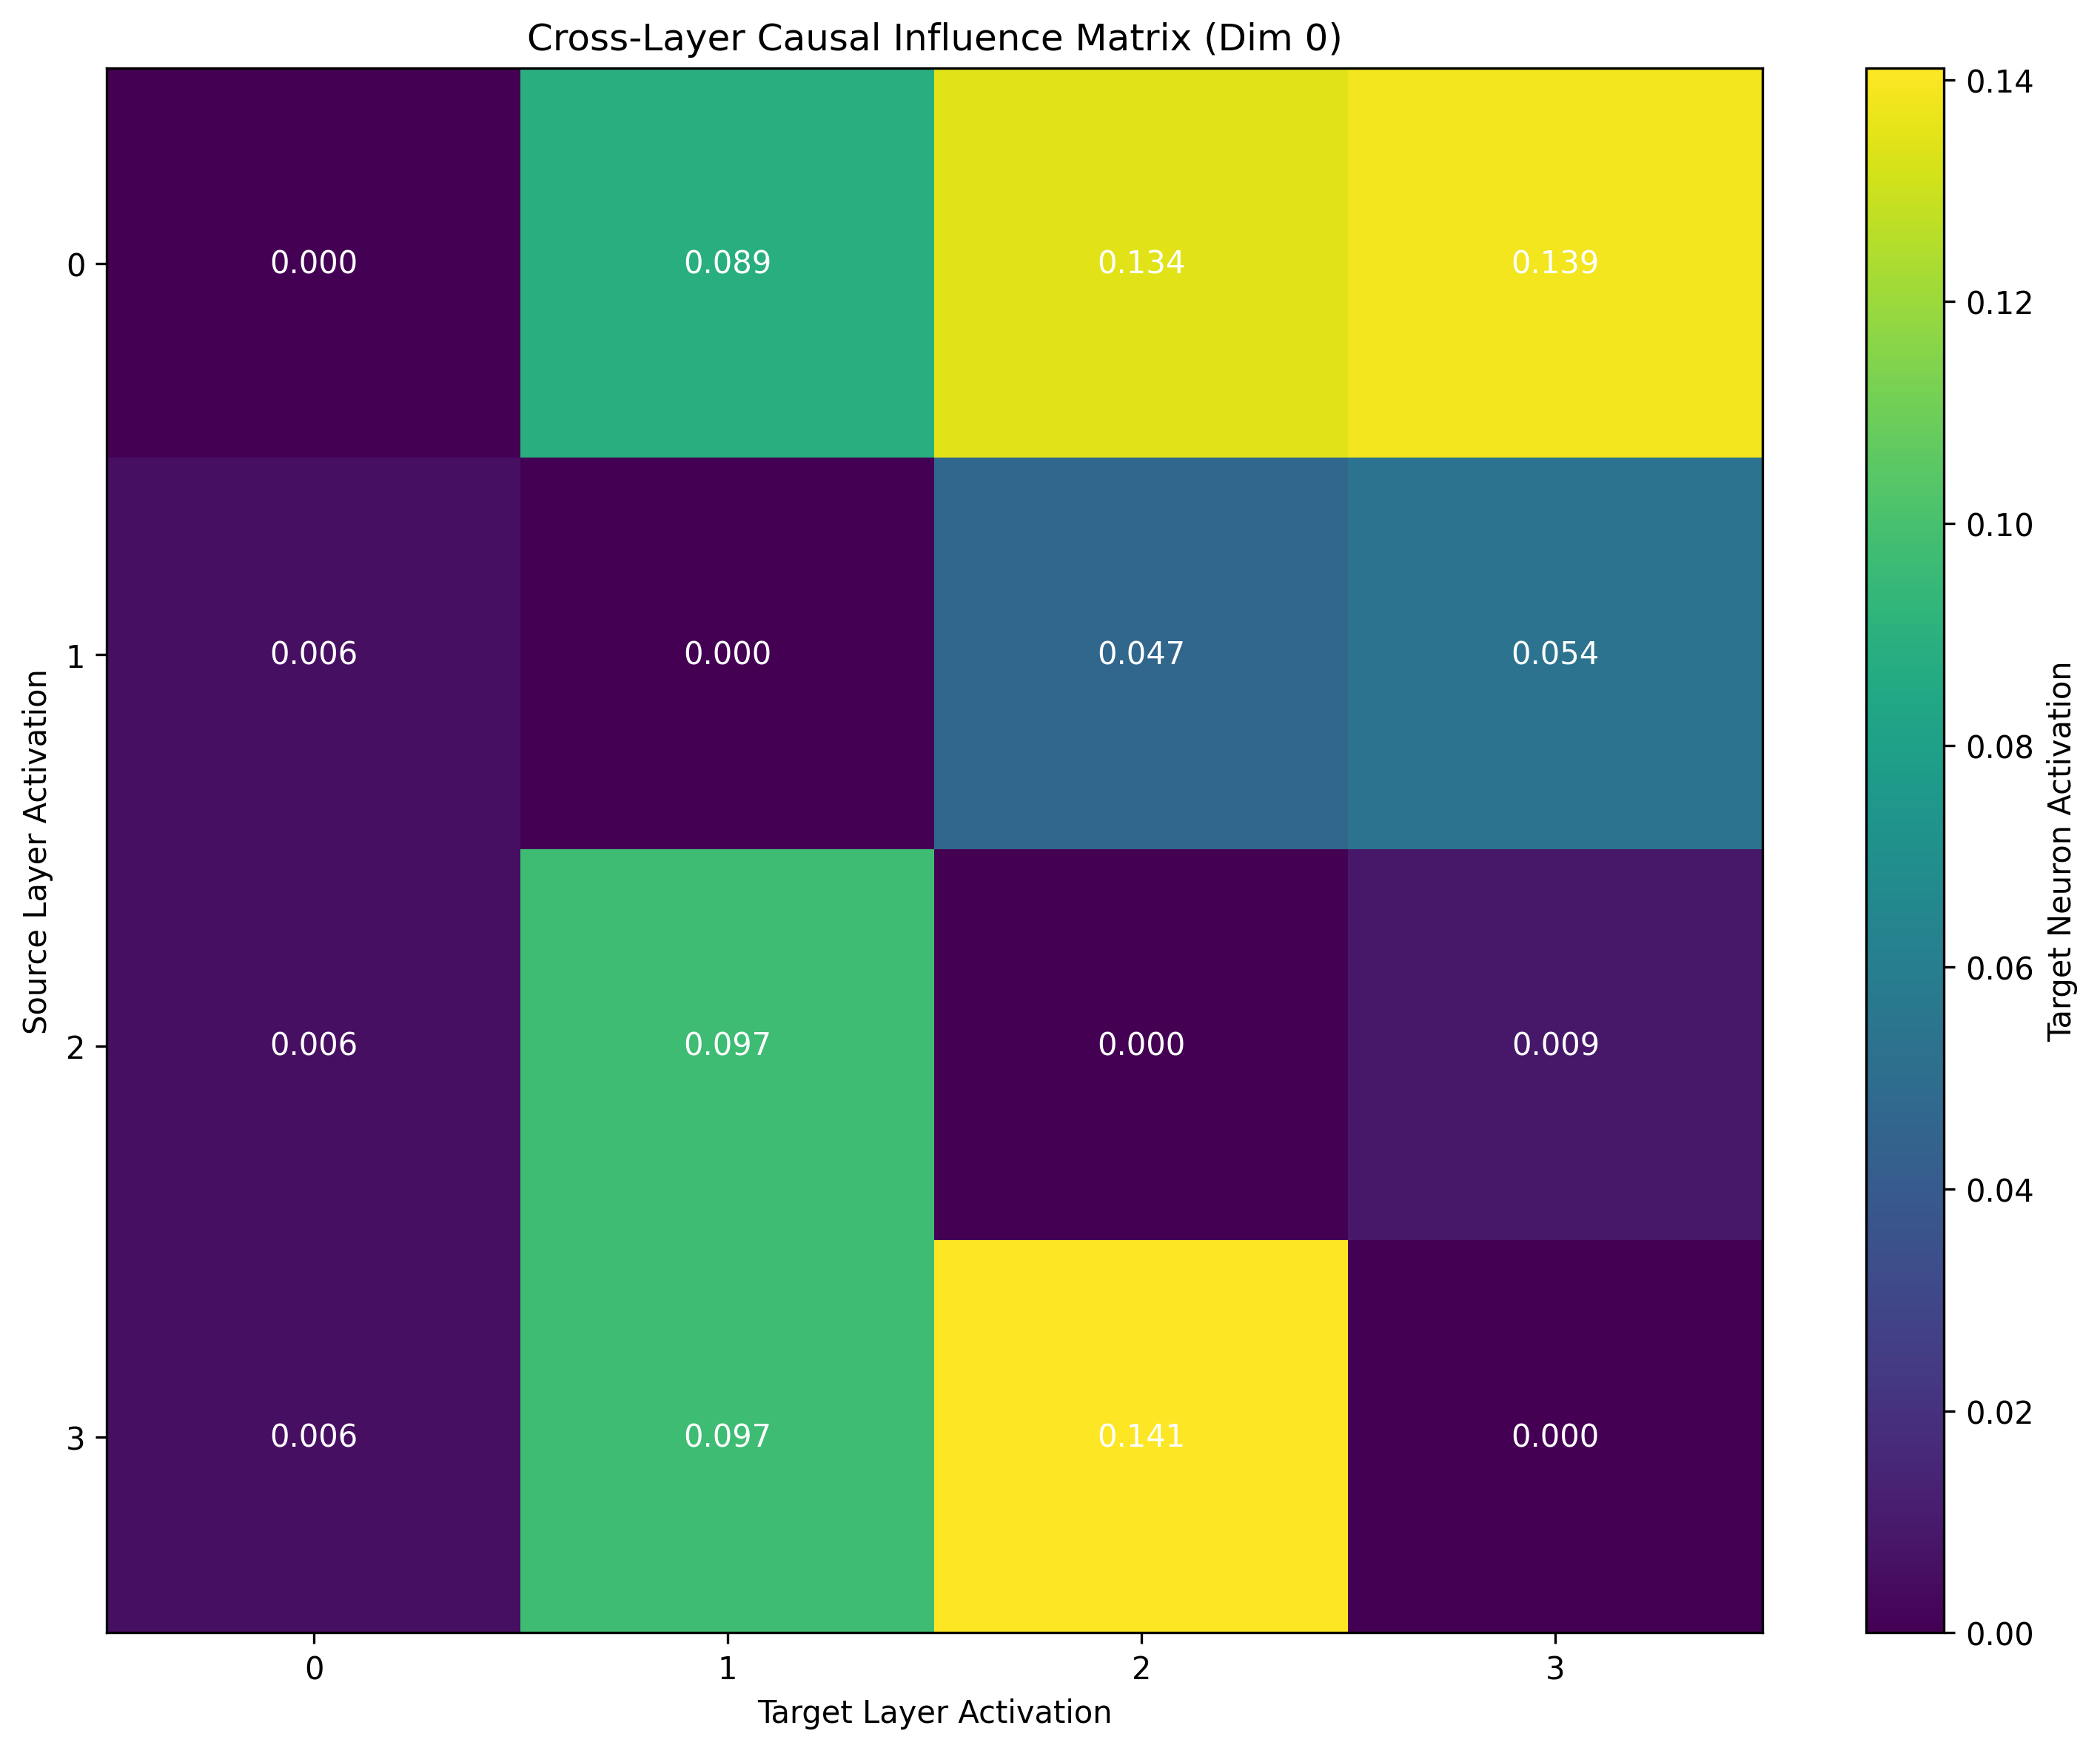 Cross-Layer Causal Influence Matrix (Dim 0)
Source Layer Activation
0
1
2
3
0.000 0.089 0.134 0.139
0.006 0.000 0.047 0.054
0.006 0.097 0.000 0.009
0.006 0.097 0.141 0.000
0 1 2 3
Target Layer Activation
0.14
0.12
0.10
0.08
0.06
0.04
0.02
0.00
Target Neuron Activation